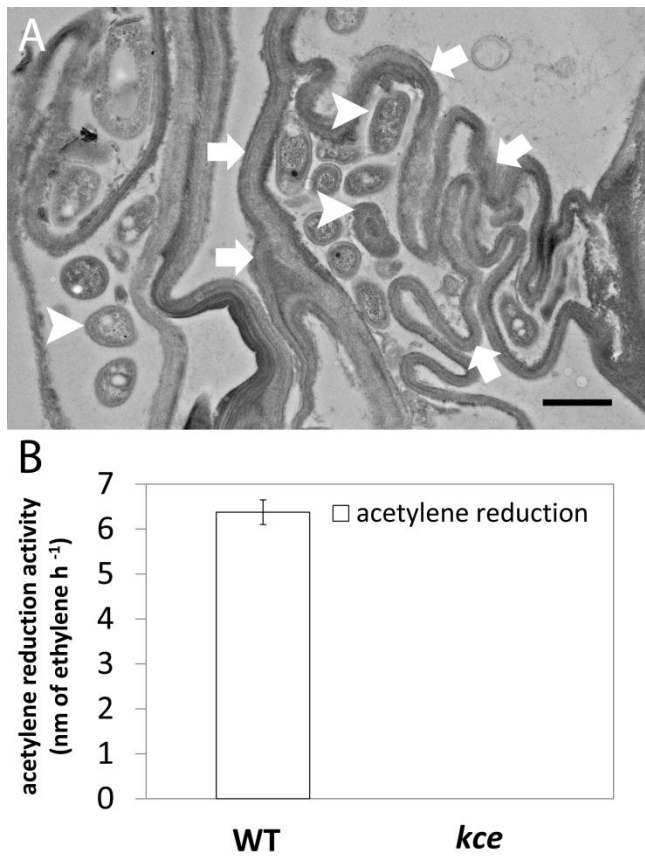 A
B
acetylene reduction activity
(nm of ethylene h -1)
7
6
5
4
3
2
1
0
acetylene reduction
WT
kce